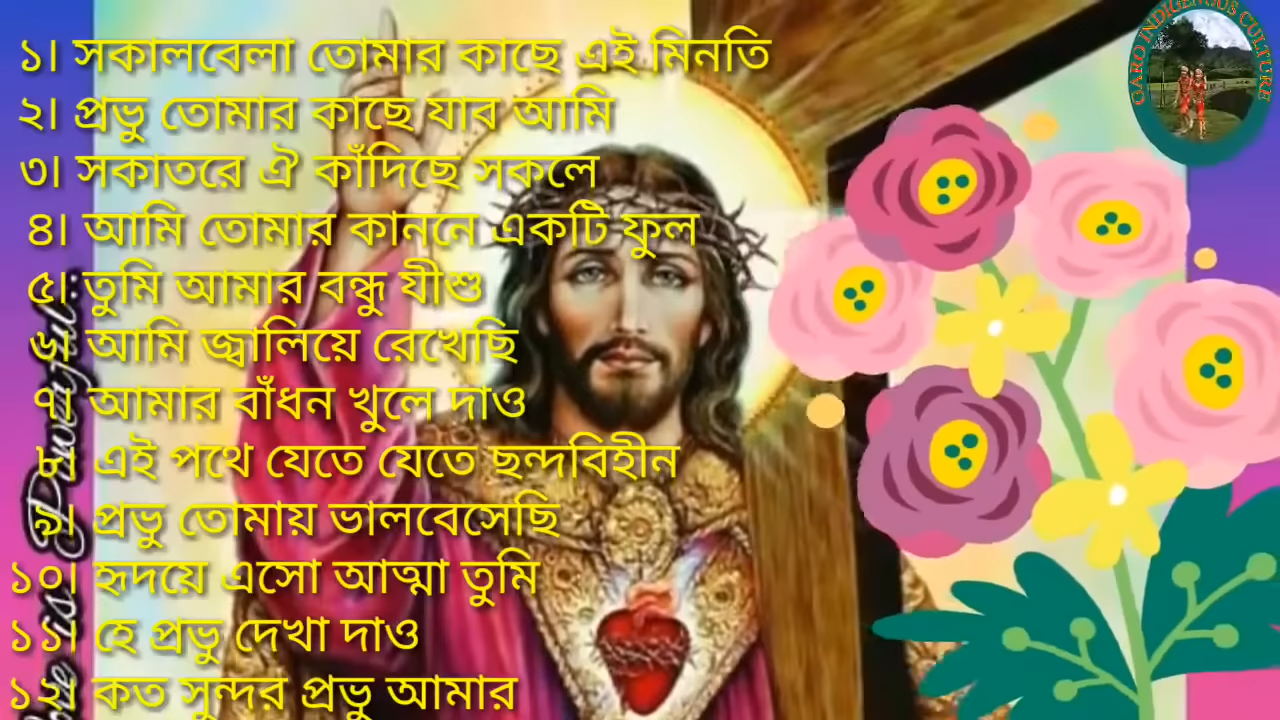 ১। সকালবেলা তোমার কাছে এই মিনতি
২। প্রভু তোমার কাছে যাব আমি
৩। সকাতরে ঐ কাঁদিছে সকলে
৪। আমি তোমার কাননে একটি ফুল
৫। তুমি আমার বন্ধু যীশু
৬। আমি জ্বালিয়ে রেখেছি
৭। আমার বাঁধন খুলে দাও
৮। এই পথে যেতে যেতে ছন্দবিহীন
৯। প্রভু তোমায় ভালবেসেছি
১০। হৃদয়ে এসো আত্মা তুমি
১১। হে প্রভু দেখা দাও
১২। কত সুন্দর প্রভু আমার
GARO INDIGENOUS CULTURE
is Powerful...